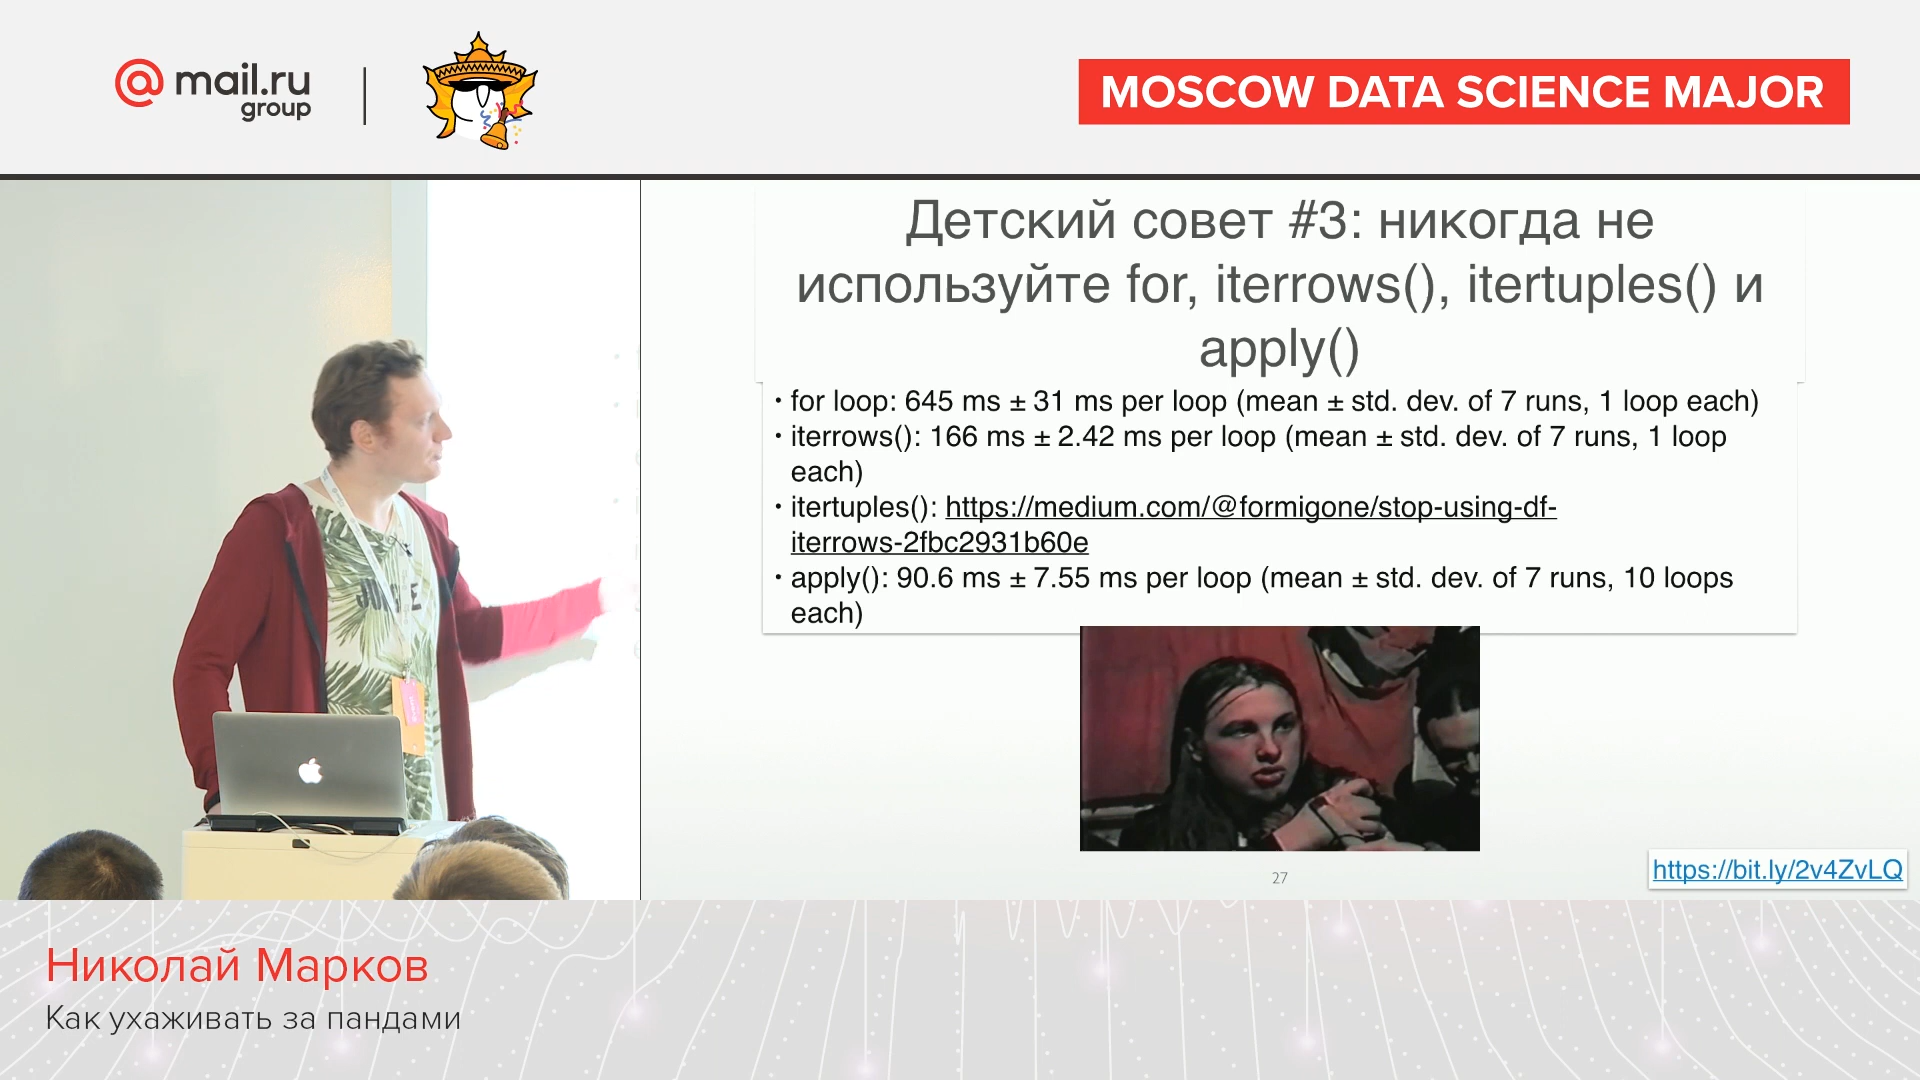 @mail.ru
group
MOSCOW DATA SCIENCE MAJOR
Детский совет #3: никогда не
используйте for, iterrows(), itertuples() и
apply()
• for loop: 645 ms ± 31 ms per loop (mean ± std. dev. of 7 runs, 1 loop each)
• iterrows(): 166 ms ± 2.42 ms per loop (mean ± std. dev. of 7 runs, 1 loop
each)
• itertuples(): https://medium.com/@formigone/stop-using-df-
iterrows-2fbc2931b60e
• apply(): 90.6 ms ± 7.55 ms per loop (mean ± std. dev. of 7 runs, 10 loops
each)
27
https://bit.ly/2v4ZvLQ
Николай Марков
Как ухаживать за пандами